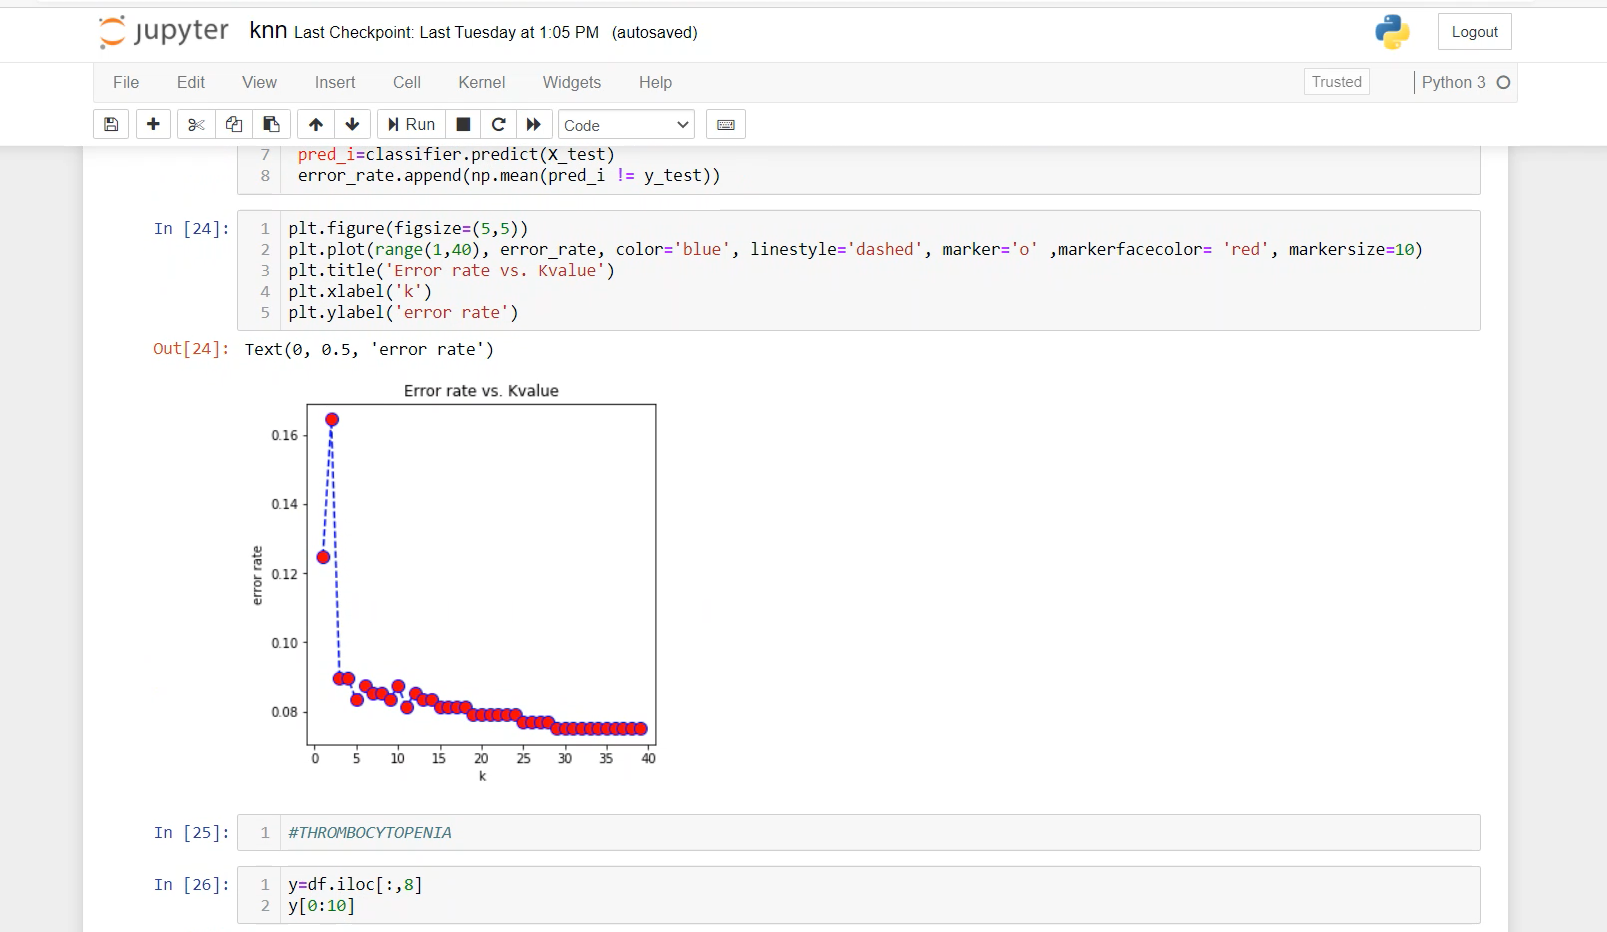 jupyter knn Last Checkpoint: Last Tuesday at 1:05 PM (autosaved) Logout
File Edit View Insert Cell Kernel Widgets Help Trusted Python 3
Run Code
7 pred_i=classifier.predict(X_test)
8 error_rate.append(np.mean(pred_i != y_test))
In [24]:
1 plt.figure(figsize=(5,5))
2 plt.plot(range(1,40), error_rate, color='blue', linestyle='dashed', marker='o' ,markerfacecolor= 'red', markersize=10)
3 plt.title('Error rate vs. Kvalue')
4 plt.xlabel('k')
5 plt.ylabel('error rate')
Out[24]: Text(0, 0.5, 'error rate')
Error rate vs. Kvalue
0.16
0.14
0.12
0.10
0.08
error rate
0 5 10 15 20 25 30 35 40
k
In [25]: 1 #THROMBOCYTOPENIA
In [26]: 1 y=df.iloc[:,8]
2 y[0:10]